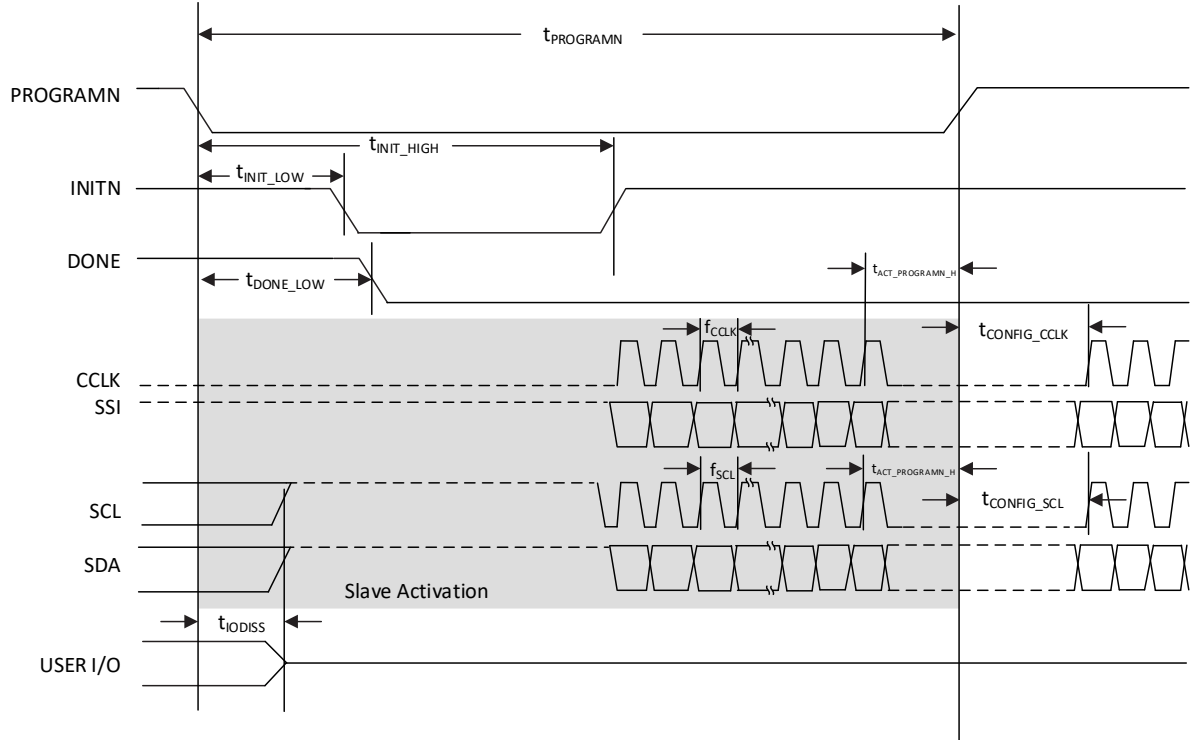 tPROGRAMN
PROGRAMN
tINIT_HIGH
tINIT_LOW
INITN
DONE
tDONE_LOW
tACT_PROGRAMN_H
fCCLK
tCONFIG_CCLK
CCLK
SSI
fSCL
tACT_PROGRAMN_H
tCONFIG_SCL
SCL
SDA
Slave Activation
tIODISS
USER I/O